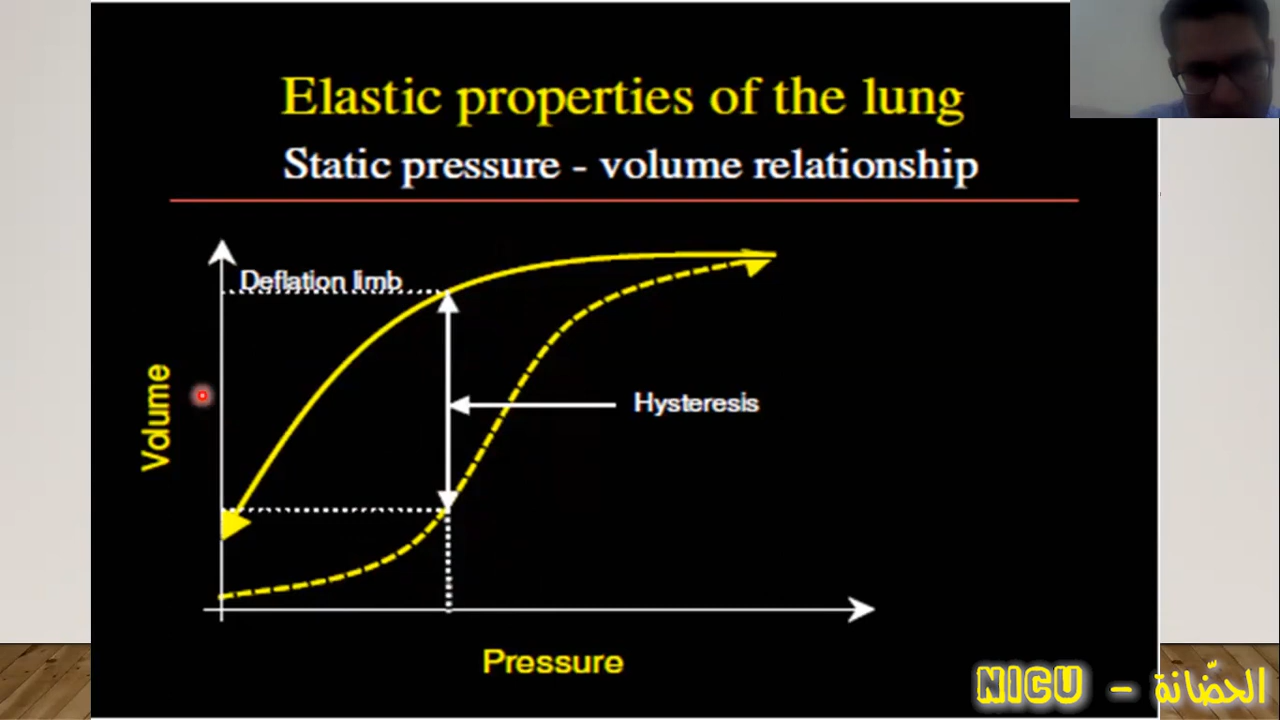 Elastic properties of the lung
Static pressure - volume relationship
Deflation limb
Volume
Hysteresis
Pressure
NICU - الحضّانة